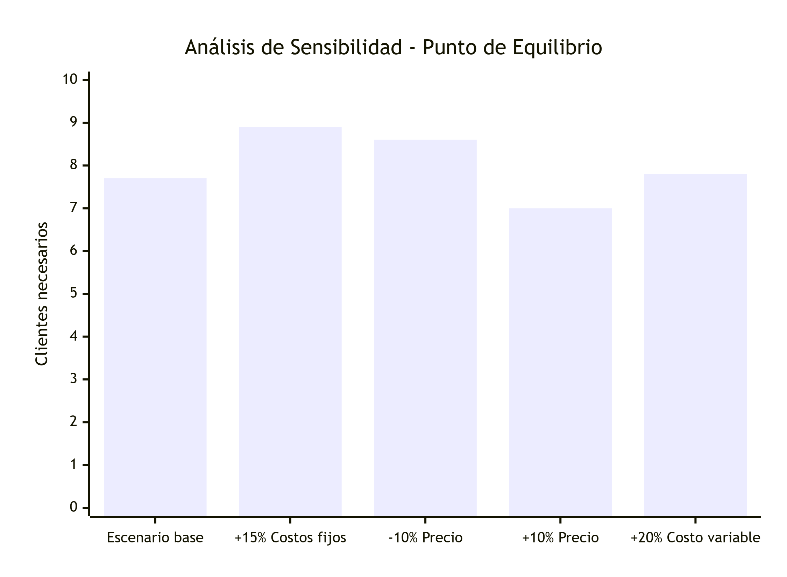 Análisis de Sensibilidad - Punto de Equilibrio
Clientes necesarios
10
9
8
7
6
5
4
3
2
1
0
Escenario base
+15% Costos fijos
-10% Precio
+10% Precio
+20% Costo variable